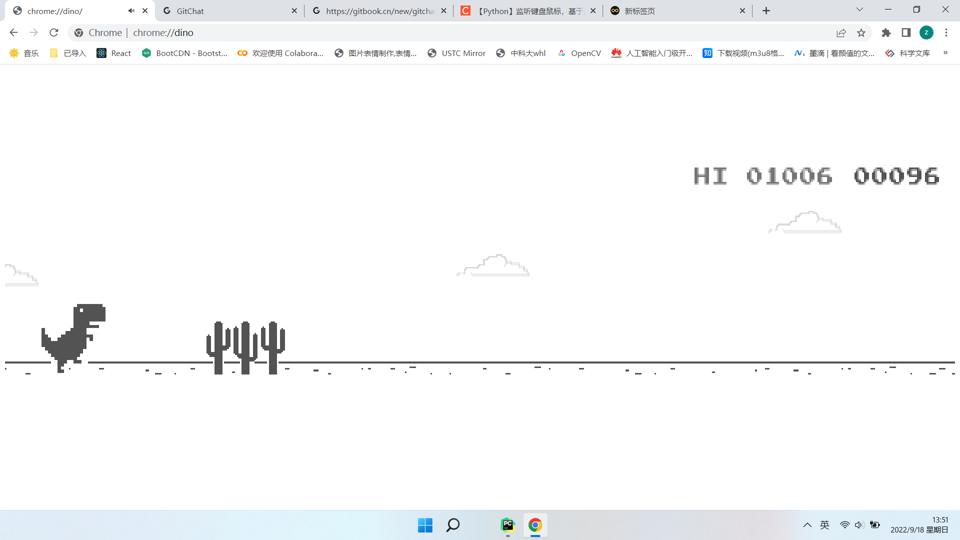 chrome://dino/
GitChat
https://gitbook.cn/new/gitcha
【Python】监听键盘鼠标，基于
新标签页
Chrome | chrome://dino
音乐
已导入
React
BootCDN - Bootst...
欢迎使用 Colabora...
图片表情制作,表情...
USTC Mirror
中科大whl
OpenCV
人工智能入门级开...
下载视频(m3u8格...
墨滴 | 看颜值的文...
科学文库
HI 01006 00096
英
13:51
2022/9/18 星期日